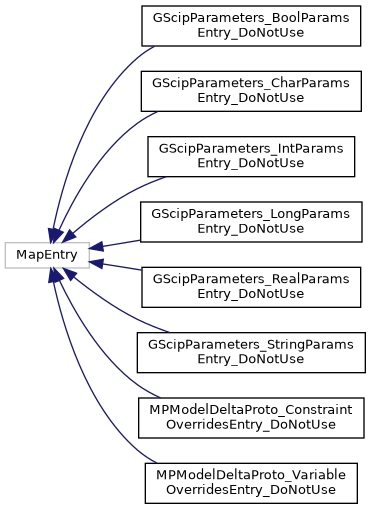 GScipParameters_BoolParams
Entry_DoNotUse
GScipParameters_CharParams
Entry_DoNotUse
GScipParameters_IntParams
Entry_DoNotUse
GScipParameters_LongParams
Entry_DoNotUse
MapEntry
GScipParameters_RealParams
Entry_DoNotUse
GScipParameters_StringParams
Entry_DoNotUse
MPModelDeltaProto_Constraint
OverridesEntry_DoNotUse
MPModelDeltaProto_Variable
OverridesEntry_DoNotUse